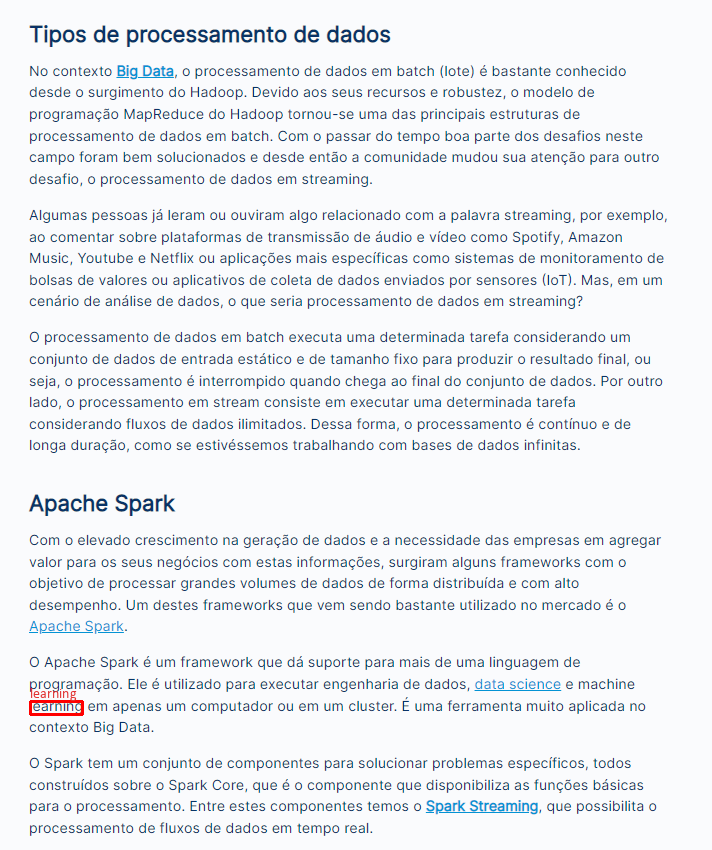 Tipos de processamento de dados
No contexto Big Data, o processamento de dados em batch (lote) é bastante conhecido
desde o surgimento do Hadoop. Devido aos seus recursos e robustez, o modelo de
programação MapReduce do Hadoop tornou-se uma das principais estruturas de
processamento de dados em batch. Com o passar do tempo boa parte dos desafios neste
campo foram bem solucionados e desde então a comunidade mudou sua atenção para outro
desafio, o processamento de dados em streaming.
Algumas pessoas já leram ou ouviram algo relacionado com a palavra streaming, por exemplo,
ao comentar sobre plataformas de transmissão de áudio e vídeo como Spotify, Amazon
Music, Youtube e Netflix ou aplicações mais específicas como sistemas de monitoramento de
bolsas de valores ou aplicativos de coleta de dados enviados por sensores (IoT). Mas, em um
cenário de análise de dados, o que seria processamento de dados em streaming?
O processamento de dados em batch executa uma determinada tarefa considerando um
conjunto de dados de entrada estático e de tamanho fixo para produzir o resultado final, ou
seja, o processamento é interrompido quando chega ao final do conjunto de dados. Por outro
lado, o processamento em stream consiste em executar uma determinada tarefa
considerando fluxos de dados ilimitados. Dessa forma, o processamento é contínuo e de
longa duração, como se estivéssemos trabalhando com bases de dados infinitas.
Apache Spark
Com o elevado crescimento na geração de dados e a necessidade das empresas em agregar
valor para os seus negócios com estas informações, surgiram alguns frameworks com o
objetivo de processar grandes volumes de dados de forma distribuída e com alto
desempenho. Um destes frameworks que vem sendo bastante utilizado no mercado é o
Apache Spark.
O Apache Spark é um framework que dá suporte para mais de uma linguagem de
programação. Ele é utilizado para executar engenharia de dados, data science e machine
learning
learning em apenas um computador ou em um cluster. É uma ferramenta muito aplicada no
contexto Big Data.
O Spark tem um conjunto de componentes para solucionar problemas específicos, todos
construídos sobre o Spark Core, que é o componente que disponibiliza as funções básicas
para o processamento. Entre estes componentes temos o Spark Streaming, que possibilita o
processamento de fluxos de dados em tempo real.